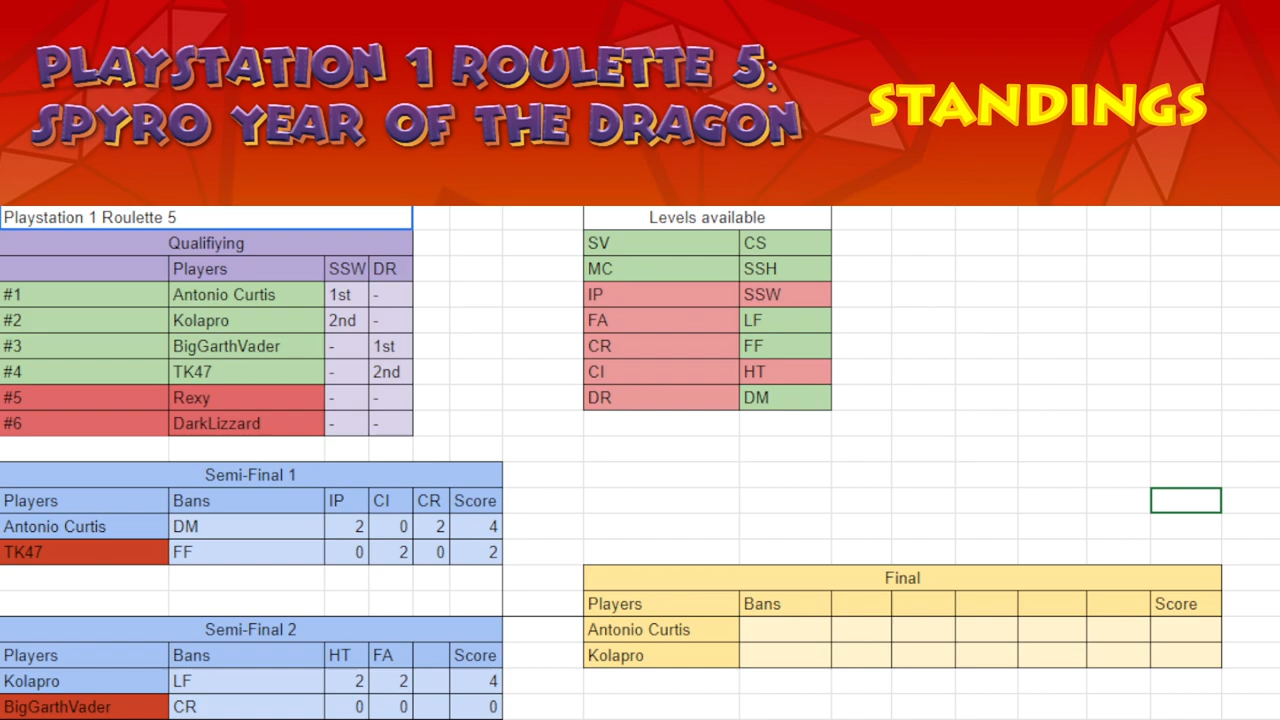 PLAYSTATION 1 ROULETTE 5:
SPYRO YEAR OF THE DRAGON
STANDINGS
Playstation 1 Roulette 5
Qualifiying
Players SSW DR
#1 Antonio Curtis 1st -
#2 Kolapro 2nd -
#3 BigGarthVader - 1st
#4 TK47 - 2nd
#5 Rexy - -
#6 DarkLizzard - -
Levels available
SV CS
MC SSH
IP SSW
FA LF
CR FF
CI HT
DR DM
Semi-Final 1
Players Bans IP CI CR Score
Antonio Curtis DM 2 0 2 4
TK47 FF 0 2 0 2
Semi-Final 2
Players Bans HT FA Score
Kolapro LF 2 2 4
BigGarthVader CR 0 0 0
Final
Players Bans Score
Antonio Curtis
Kolapro